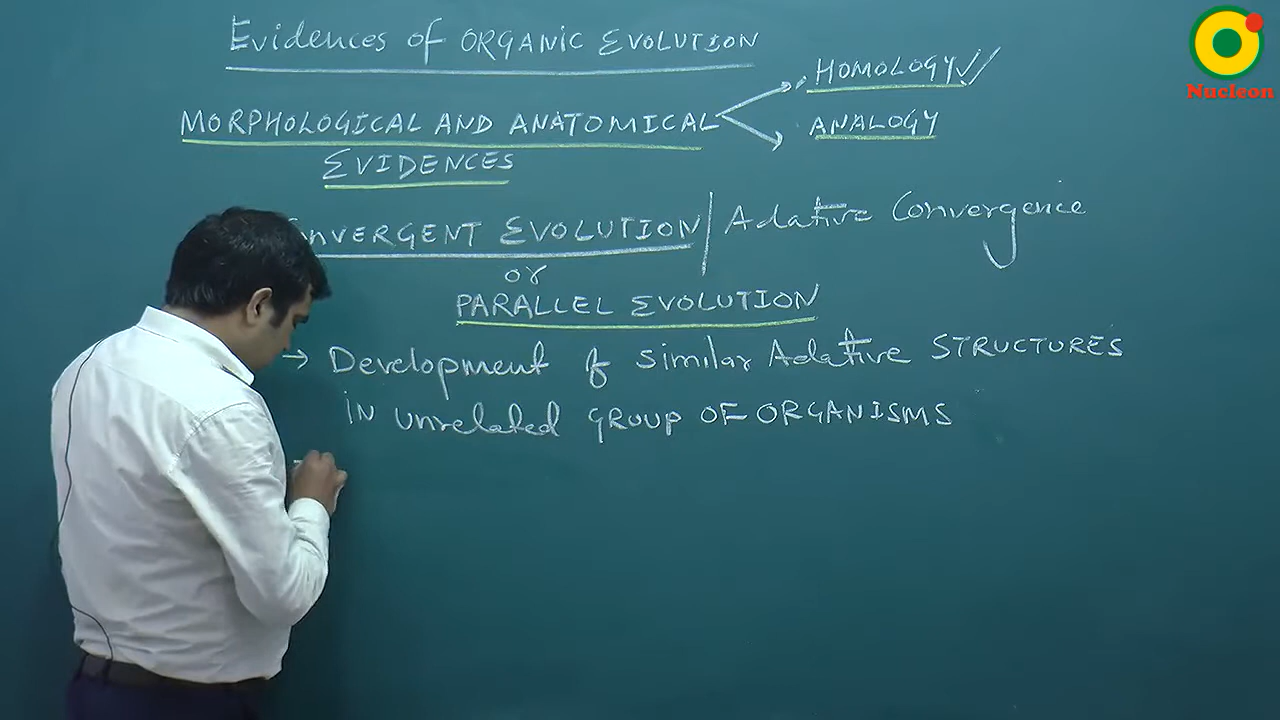 Evidences of ORGANIC EVOLUTION
HOMOLOGY
MORPHOLOGICAL AND ANATOMICAL
ANALOGY
EVIDENCES
NVERGENT EVOLUTION / Adative Convergence
or
PARALLEL EVOLUTION
→ Development of similar Adative STRUCTURES
IN unrelated GROUP OF ORGANISMS
Nucleon